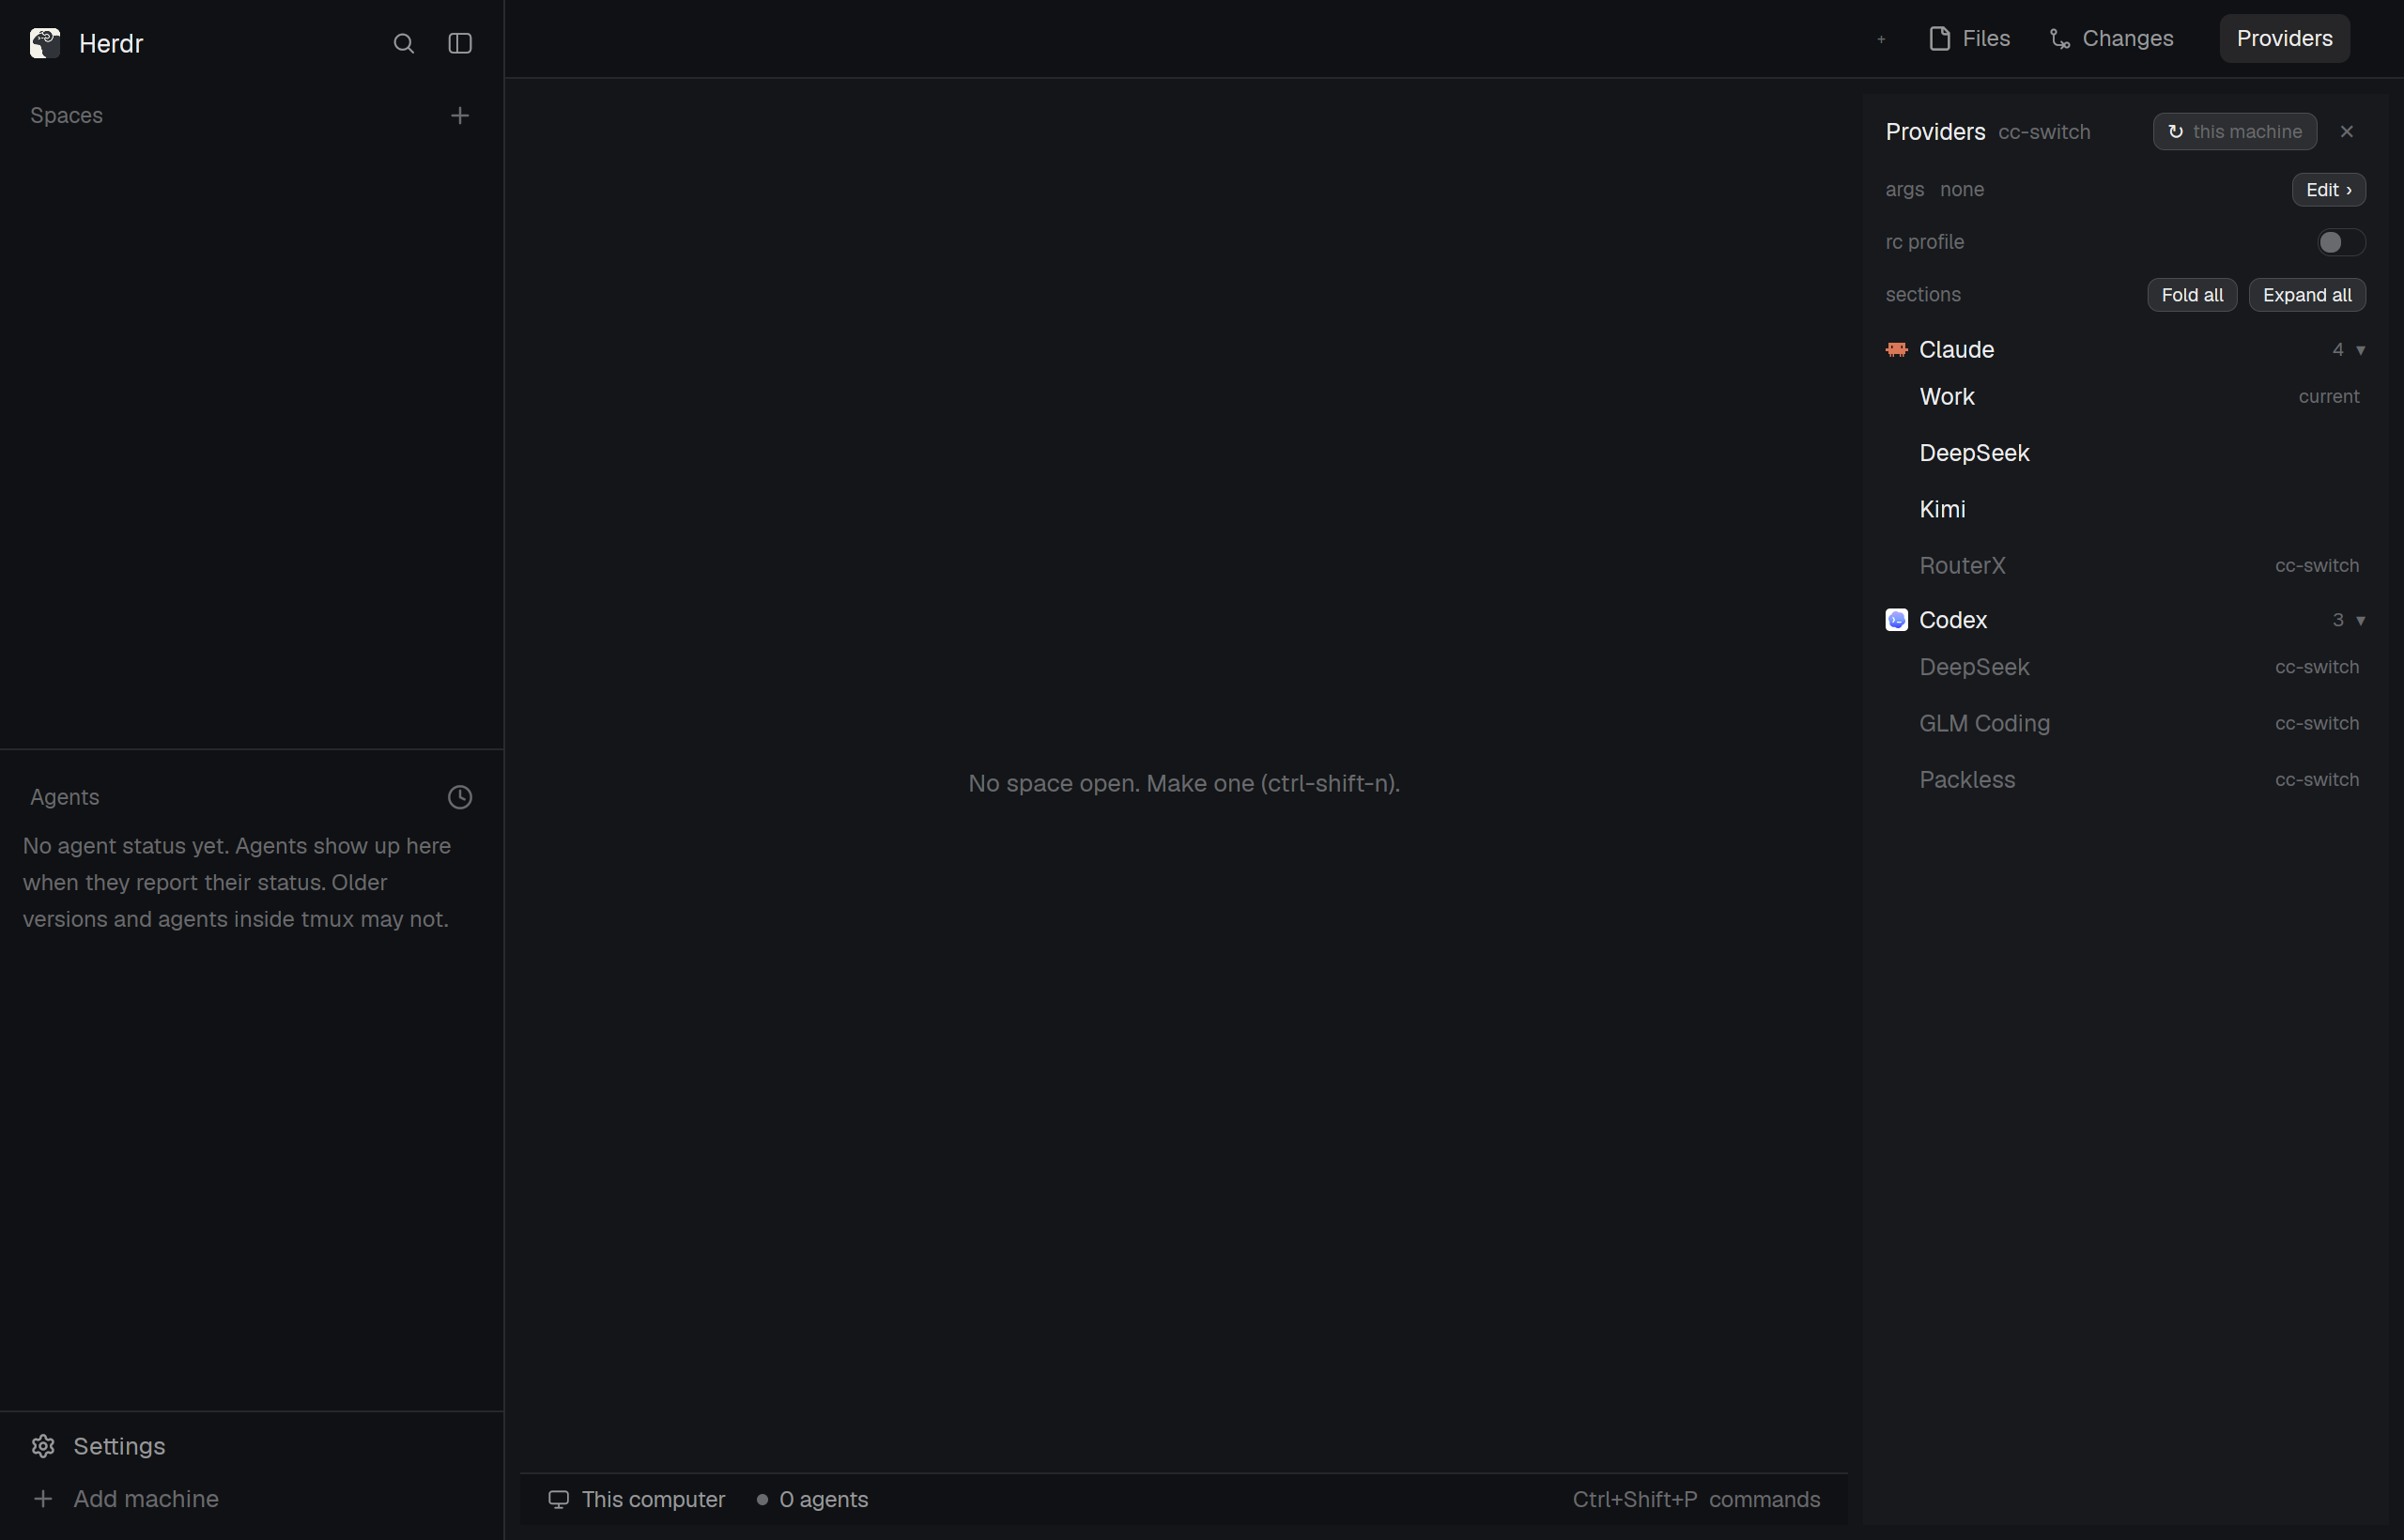 Herdr
Spaces
Agents
No agent status yet. Agents show up here
when they report their status. Older
versions and agents inside tmux may not.
Settings
Add machine
Files
Changes
Providers
No space open. Make one (ctrl-shift-n).
This computer
0 agents
Ctrl+Shift+P commands
Providers cc-switch
↻ this machine ×
args none
Edit ›
rc profile
sections
Fold all
Expand all
Claude 4 ▾
Work current
DeepSeek
Kimi
RouterX cc-switch
Codex 3 ▾
DeepSeek cc-switch
GLM Coding cc-switch
Packless cc-switch